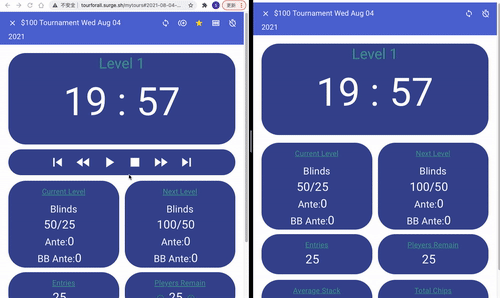 不安全 tourforall.surge.sh/mytours#2021-08-04-... 更新
$100 Tournament Wed Aug 04
2021
Level 1
19 : 57
Current Level
Blinds
50/25
Ante:0
BB Ante:0
Next Level
Blinds
100/50
Ante:0
BB Ante:0
Entries
25
Pleyers Remain
25
$100 Tournament Wed Aug 04
2021
Level 1
19 : 57
Current Level
Blinds
50/25
Ante:0
BB Ante:0
Next Level
Blinds
100/50
Ante:0
BB Ante:0
Entries
25
Pleyers Remain
25
Average Stack
Total Chips